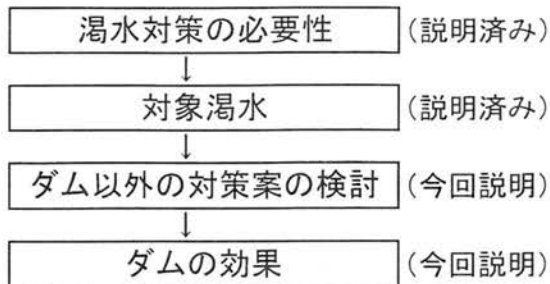 渇水対策の必要性 (説明済み)
↓
対象渇水 (説明済み)
↓
ダム以外の対策案の検討 (今回説明)
↓
ダムの効果 (今回説明)